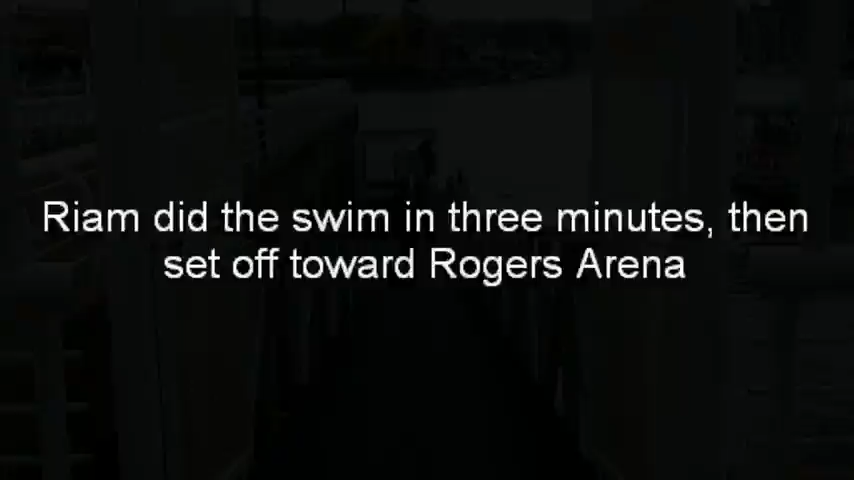 Riam did the swim in three minutes, then
set off toward Rogers Arena